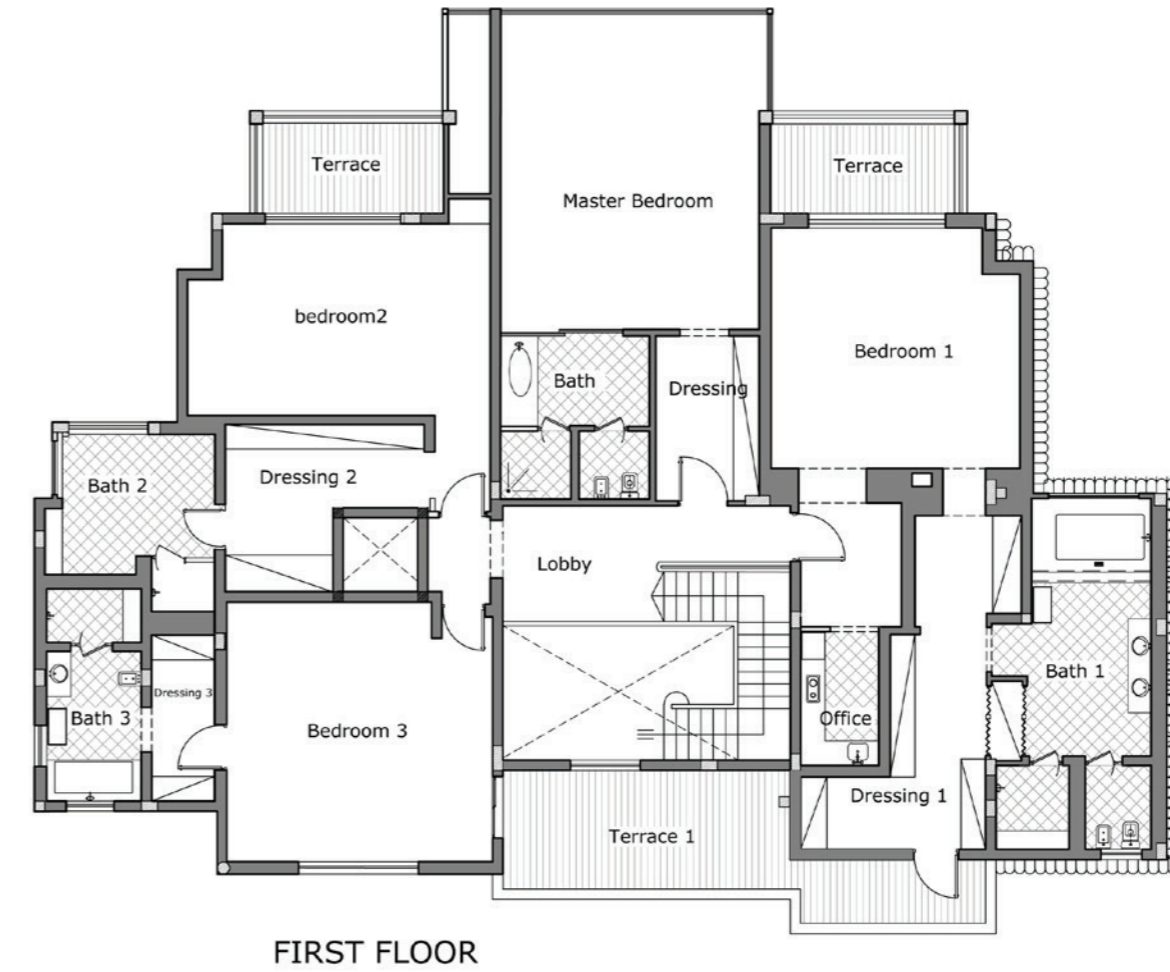 Terrace
Terrace
Master Bedroom
bedroom2
Bedroom 1
Bath
Dressing
Bath 2
Dressing 2
Lobby
Bath 1
Dressing 3
Bath 3
Bedroom 3
Office
Dressing 1
Terrace 1
FIRST FLOOR